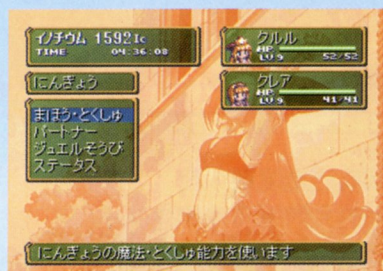 イノチウム 1592Ic
TIME 04:36:08
にんぎょう
まほう・とくしゅ
パートナー
ジュエルそうび
ステータス
クルル
HP
LV 9 52/52
クレア
HP
LV 9 41/41
にんぎょうの魔法・とくしゅ能力を使います